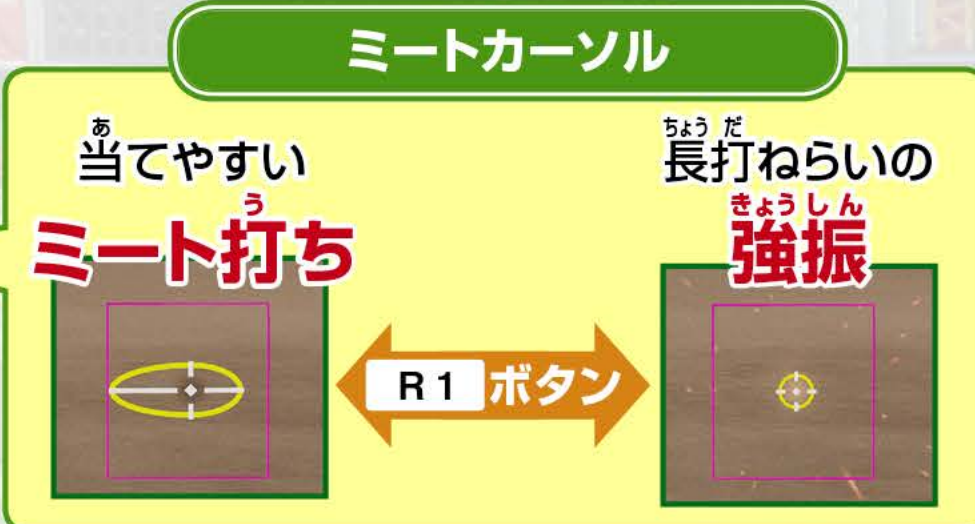 ミートカーソル
あ
当てやすい
う
ミート打ち
ちょう だ
長打ねらいの
きょうしん
強振
R1ボタン